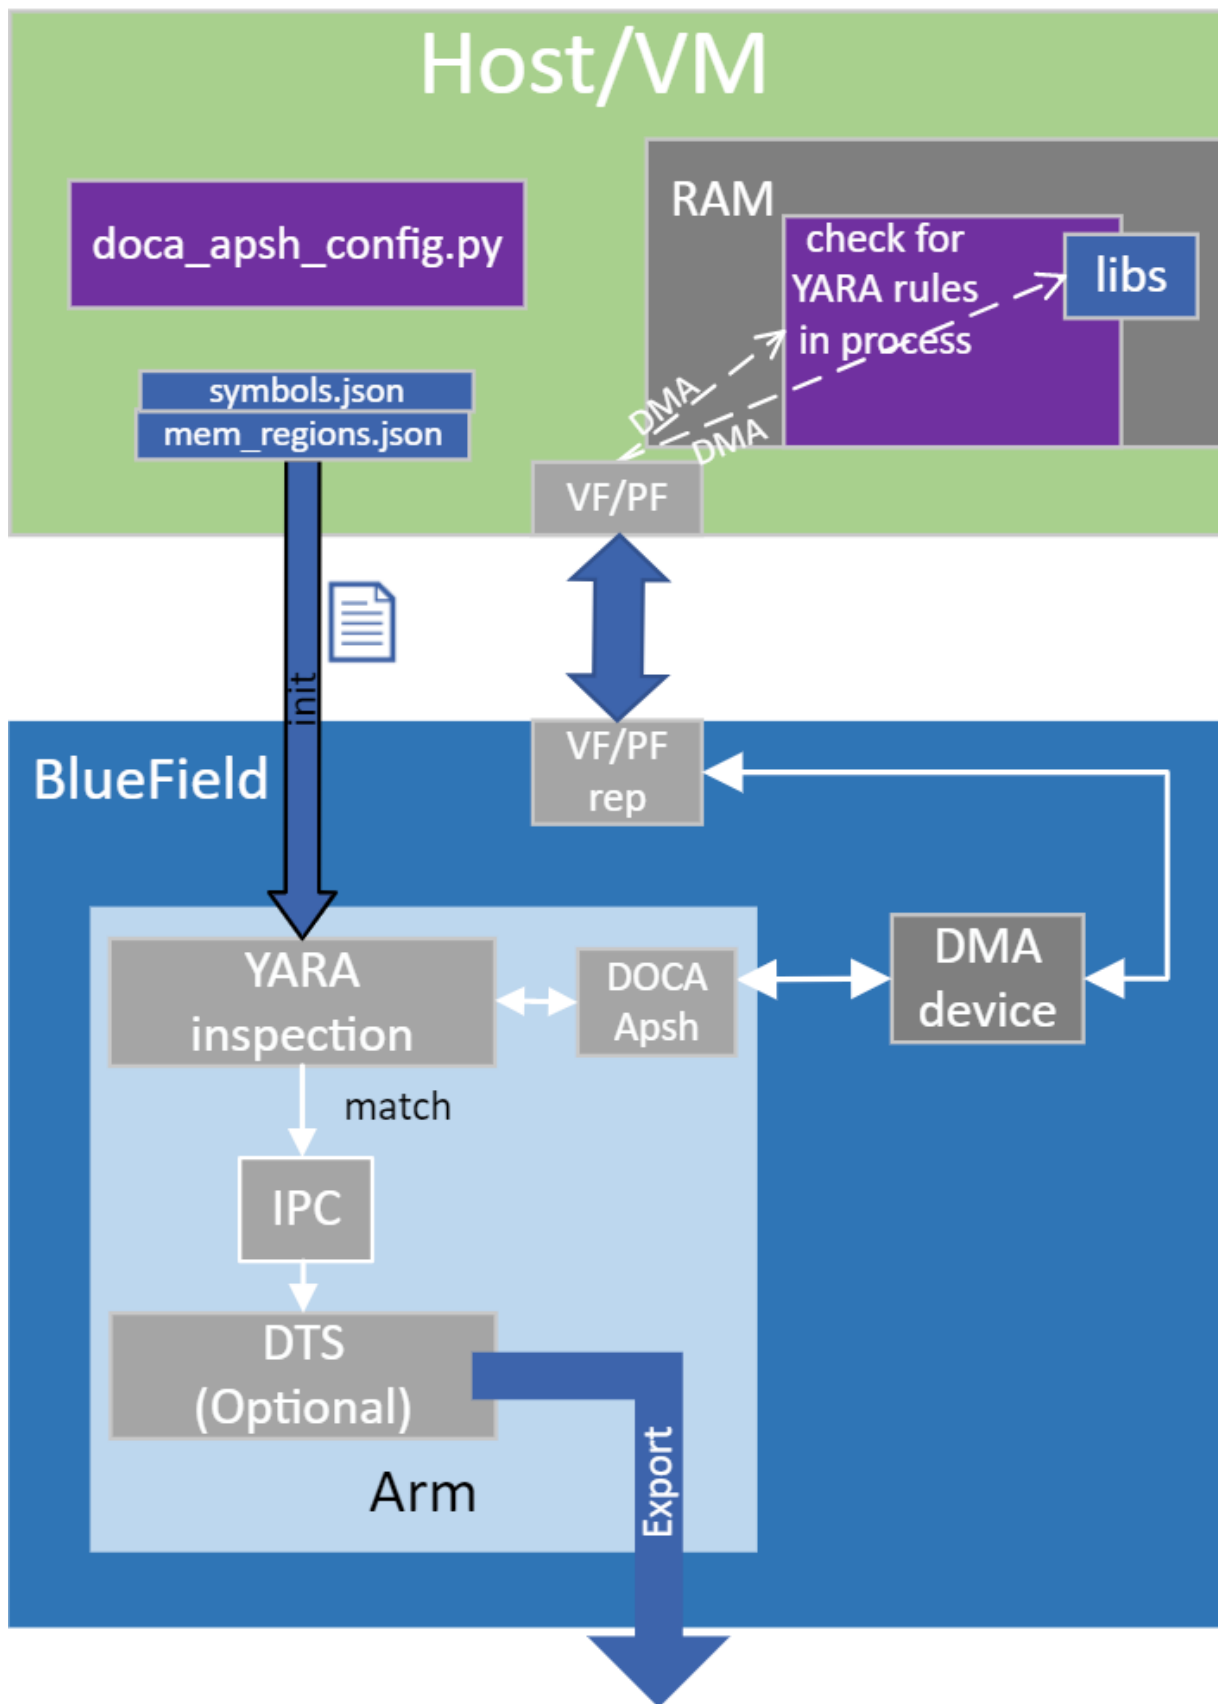 Host/VM
doca_apsh_config.py
symbols.json
mem_regions.json
RAM
check for
YARA rules
in process
libs
DMA
DMA
VF/PF
init
BlueField
VF/PF
rep
YARA
inspection
DOCA
Apsh
DMA
device
match
IPC
DTS
(Optional)
Arm
Export